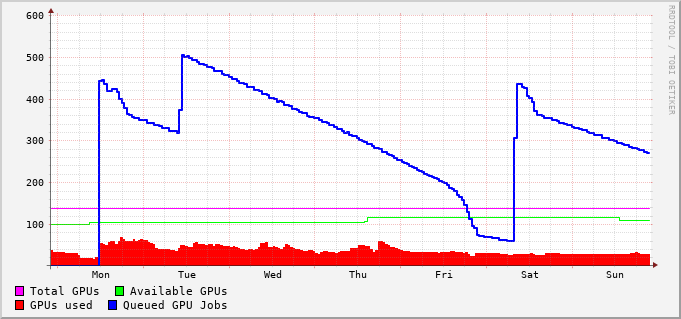 RRDTOOL / TOBI OETIKER
600
500
400
300
200
100
Mon Tue Wed Thu Fri Sat Sun
Total GPUs Available GPUs
GPUs used Queued GPU Jobs